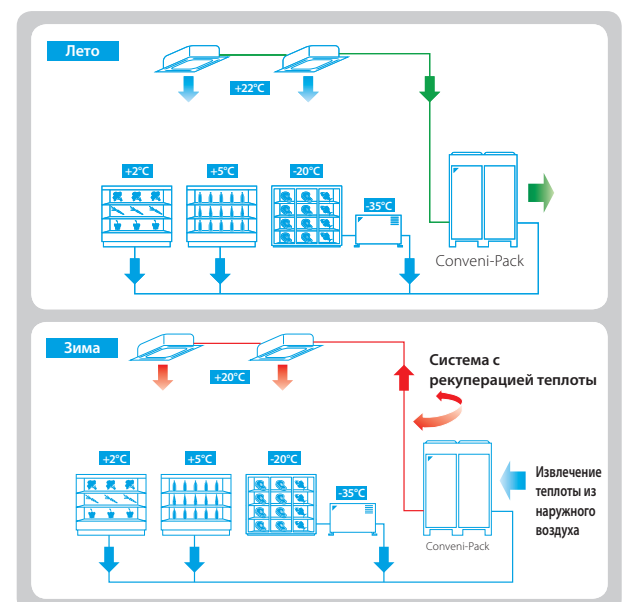 Лето
+22°C
+2°C
+5°C
-20°C
-35°C
Conveni-Pack
Зима
+20°C
Система с
рекуперацией теплоты
+2°C
+5°C
-20°C
-35°C
Извлечение
теплоты из
наружного
воздуха
Conveni-Pack